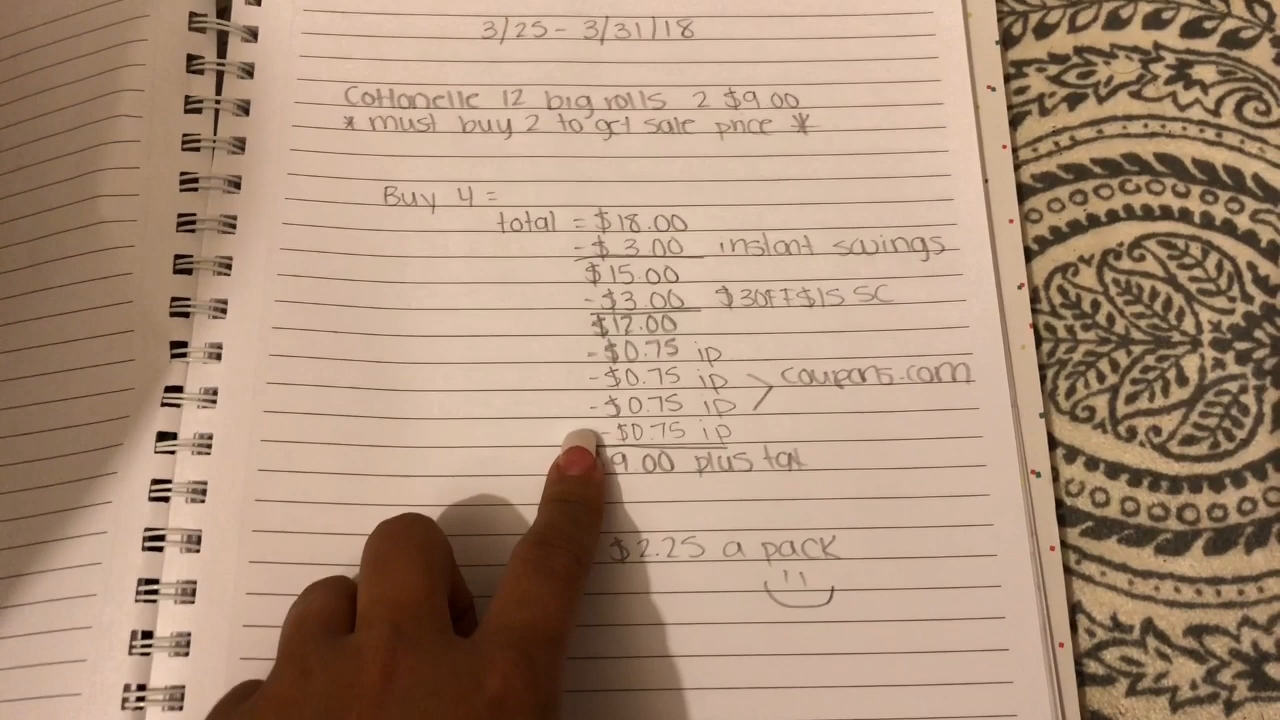 3/25 - 3/31/18
Cottonelle 12 big rolls 2 $9.00
* must buy 2 to get sale price *
Buy 4 =
total = $18.00
- $3.00 instant savings
$15.00
- $3.00 $3OFF$15 SC
$12.00
- $0.75 ip
- $0.75 ip > coupons.com
- $0.75 ip
- $0.75 ip
$9.00 plus tax
$2.25 a pack